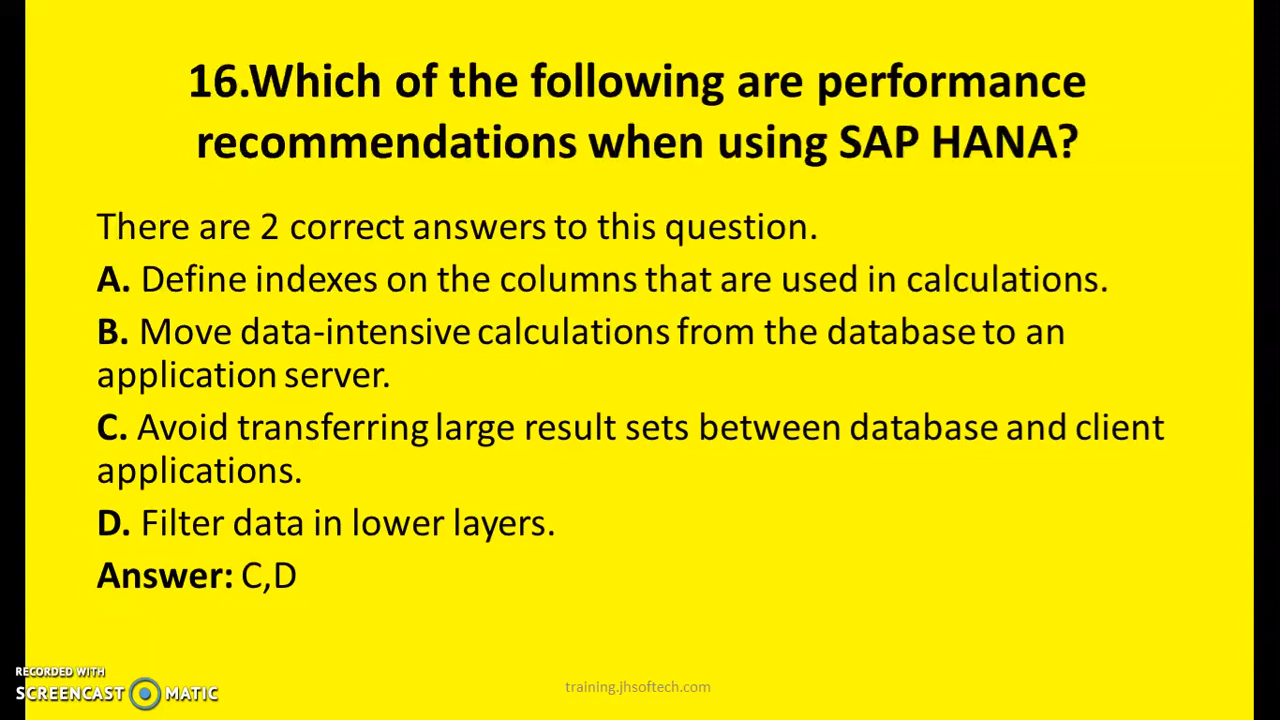 16.Which of the following are performance
recommendations when using SAP HANA?
There are 2 correct answers to this question.
A. Define indexes on the columns that are used in calculations.
B. Move data-intensive calculations from the database to an
application server.
C. Avoid transferring large result sets between database and client
applications.
D. Filter data in lower layers.
Answer: C,D
RECORDED WITH
SCREENCAST MATIC
training.jhsoftech.com